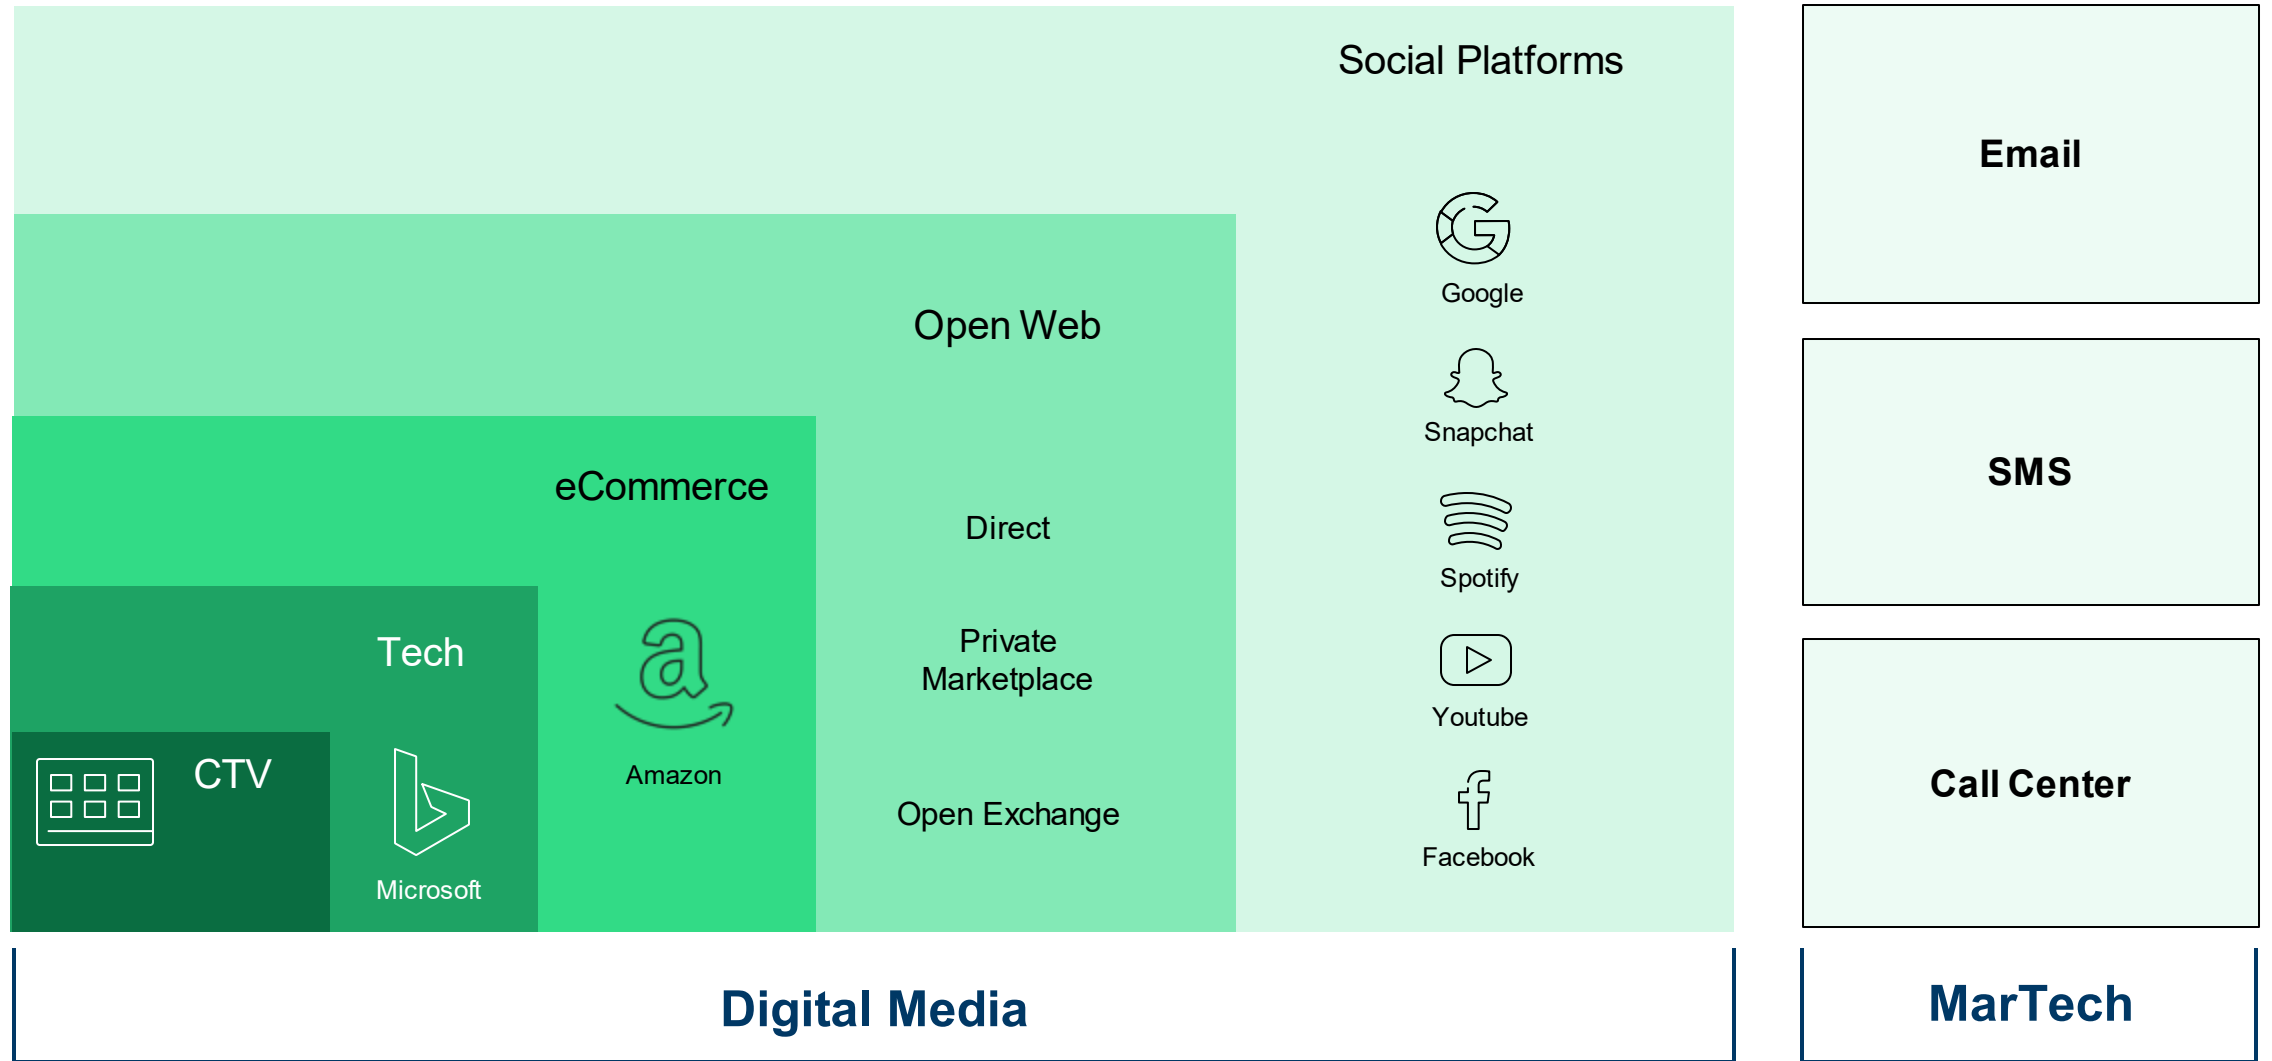 Social Platforms
Google
Snapchat
Spotify
Youtube
Facebook
Open Web
Direct
Private
Marketplace
Open Exchange
eCommerce
Amazon
Tech
Microsoft
CTV
Digital Media
Email
SMS
Call Center
MarTech